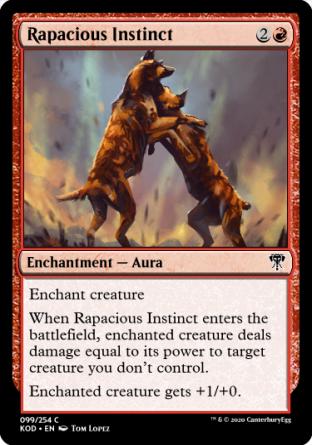 Rapacious Instinct 2
Enchantment — Aura
Enchant creature
When Rapacious Instinct enters the
battlefield, enchanted creature deals
damage equal to its power to target
creature you don't control.
Enchanted creature gets +1/+0.
099/254 C
KOD • EN Tom Lopez
™ & © 2020 CanterburyEgg